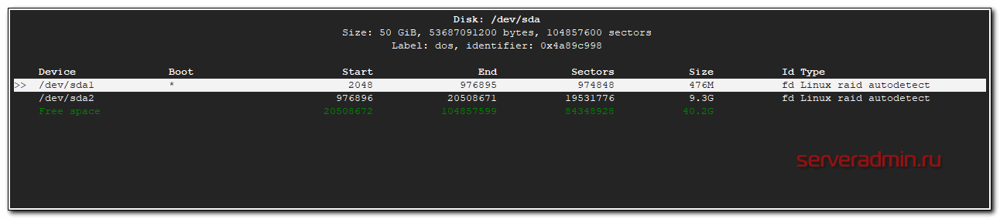 Disk: /dev/sda
Size: 50 GiB, 53687091200 bytes, 104857600 sectors
Label: dos, identifier: 0x4a89c998
Device Boot Start End Sectors Size Id Type
>> /dev/sda1 * 2048 976895 974848 476M fd Linux raid autodetect
/dev/sda2 976896 20508671 19531776 9.3G fd Linux raid autodetect
Free space 20508672 104857599 84348928 40.2G
serveradmin.ru